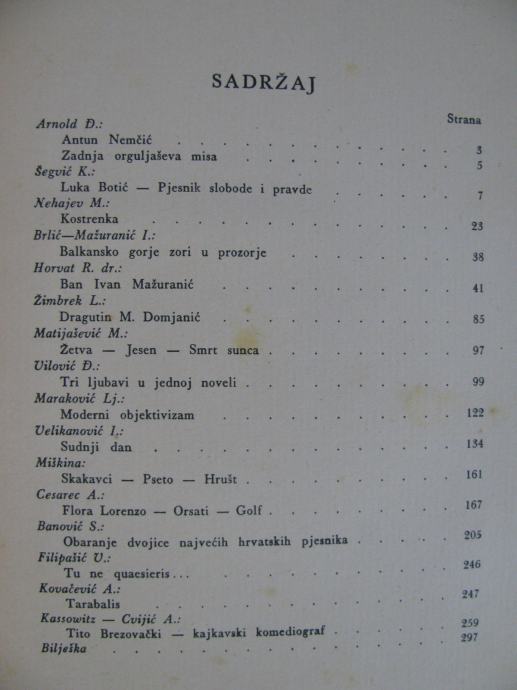 SADRŽAJ
Strana
Arnold Đ.:
Antun Nemčić . . . . . . . . . . 3
Zadnja orguljaševa misa . . . . . . . . 5
Šegvić K.:
Luka Botić — Pjesnik slobode i pravde . . . . . 7
Nehajev M.:
Kostrenka . . . . . . . . . . . 23
Brlić—Mažuranić I.:
Balkansko gorje zori u prozorje . . . . . . 38
Horvat R. dr.:
Ban Ivan Mažuranić . . . . . . . . . 41
Žimbrek L.:
Dragutin M. Domjanić . . . . . . . . . 85
Matijašević M.:
Žetva — Jesen — Smrt sunca . . . . . . . 97
Vilović Đ.:
Tri ljubavi u jednoj noveli . . . . . . . . 99
Maraković Lj.:
Moderni objektivizam . . . . . . . . 122
Velikanović I.:
Sudnji dan . . . . . . . . . . . 134
Miškina:
Skakavci — Pseto — Hrušt . . . . . . . . 161
Cesarec A.:
Flora Lorenzo — Orsati — Golf . . . . . . . 167
Banović S.:
Obaranje dvojice najvećih hrvatskih pjesnika . . . . 205
Filipašić V.:
Tu ne quaesieris... . . . . . . . . 246
Kovačević A.:
Tarabalis . . . . . . . . . . . 247
Kassowitz — Cvijić A.:
Tito Brezovački — kajkavski komediograf . . . . . 259
Bilješka . . . . . . . . . . . . 297